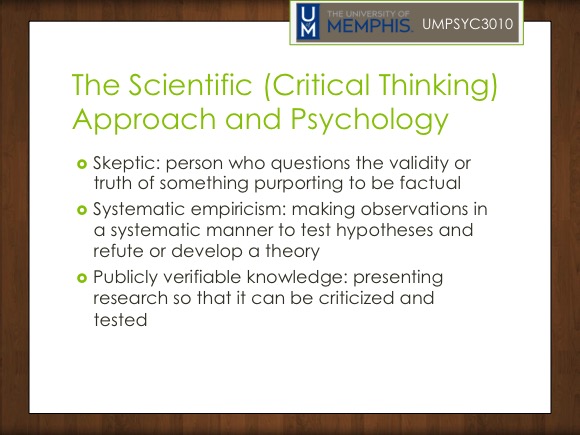 UM
THE UNIVERSITY OF
MEMPHIS.
UMPSYC3010
The Scientific (Critical Thinking)
Approach and Psychology
Skeptic: person who questions the validity or
truth of something purporting to be factual
Systematic empiricism: making observations in
a systematic manner to test hypotheses and
refute or develop a theory
Publicly verifiable knowledge: presenting
research so that it can be criticized and
tested